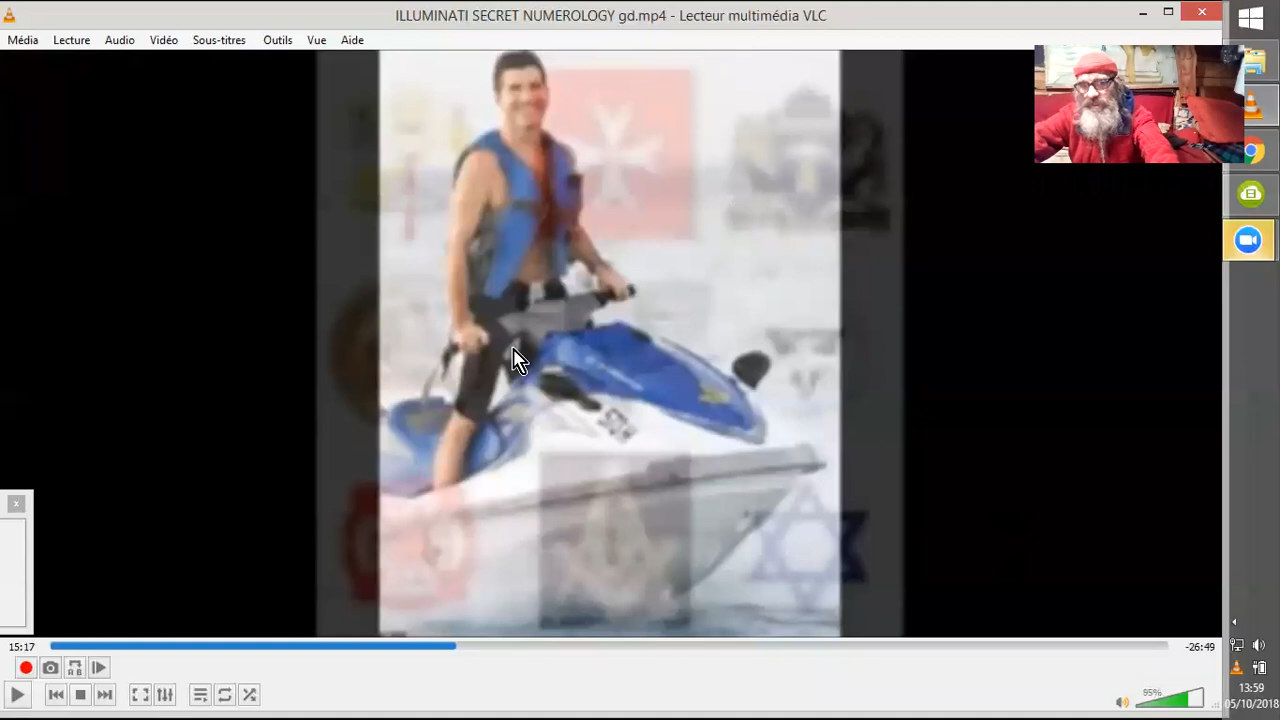 ILLUMINATI SECRET NUMEROLOGY gd.mp4 - Lecteur multimédia VLC
Média Lecture Audio Vidéo Sous-titres Outils Vue Aide
15:17
-26:49
95%
13:59
05/10/2018